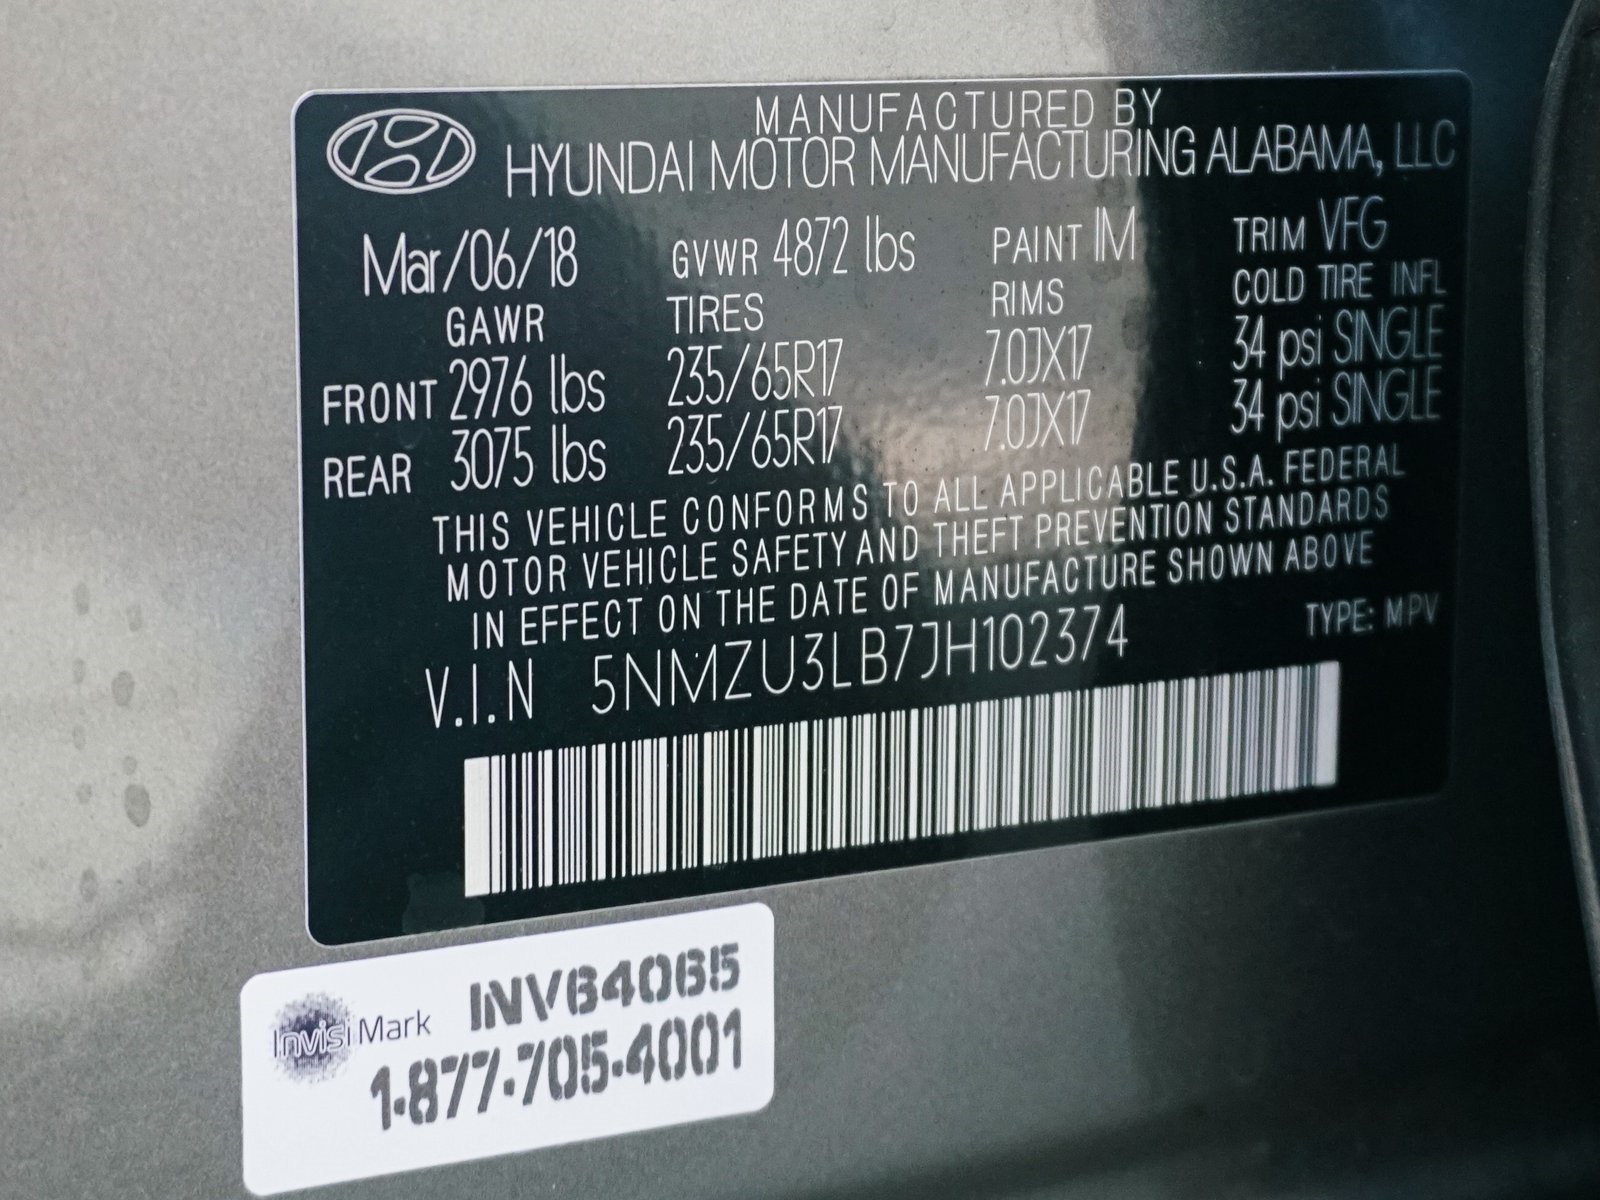 MANUFACTURED BY
HYUNDAI MOTOR MANUFACTURING ALABAMA, LLC
Mar/06/18 GVWR 4872 lbs PAINT IM TRIM VFG
GAWR TIRES RIMS COLD TIRE INFL
FRONT 2976 lbs 235/65R17 7.0JX17 34 psi SINGLE
REAR 3075 lbs 235/65R17 7.0JX17 34 psi SINGLE
THIS VEHICLE CONFORMS TO ALL APPLICABLE U.S.A. FEDERAL
MOTOR VEHICLE SAFETY AND THEFT PREVENTION STANDARDS
IN EFFECT ON THE DATE OF MANUFACTURE SHOWN ABOVE
V.I.N 5NMZU3LB7JH102374 TYPE: MPV
InvisiMark INV64065
1-877-705-4001